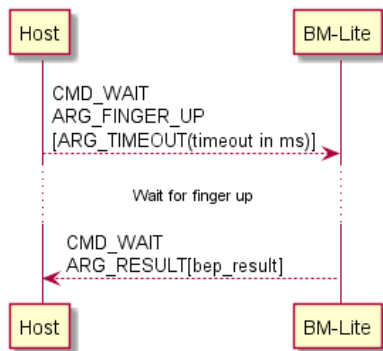 Host
BM-Lite
CMD_WAIT
ARG_FINGER_UP
[ARG_TIMEOUT(timeout in ms)]
Wait for finger up
CMD_WAIT
ARG_RESULT[bep_result]
Host
BM-Lite